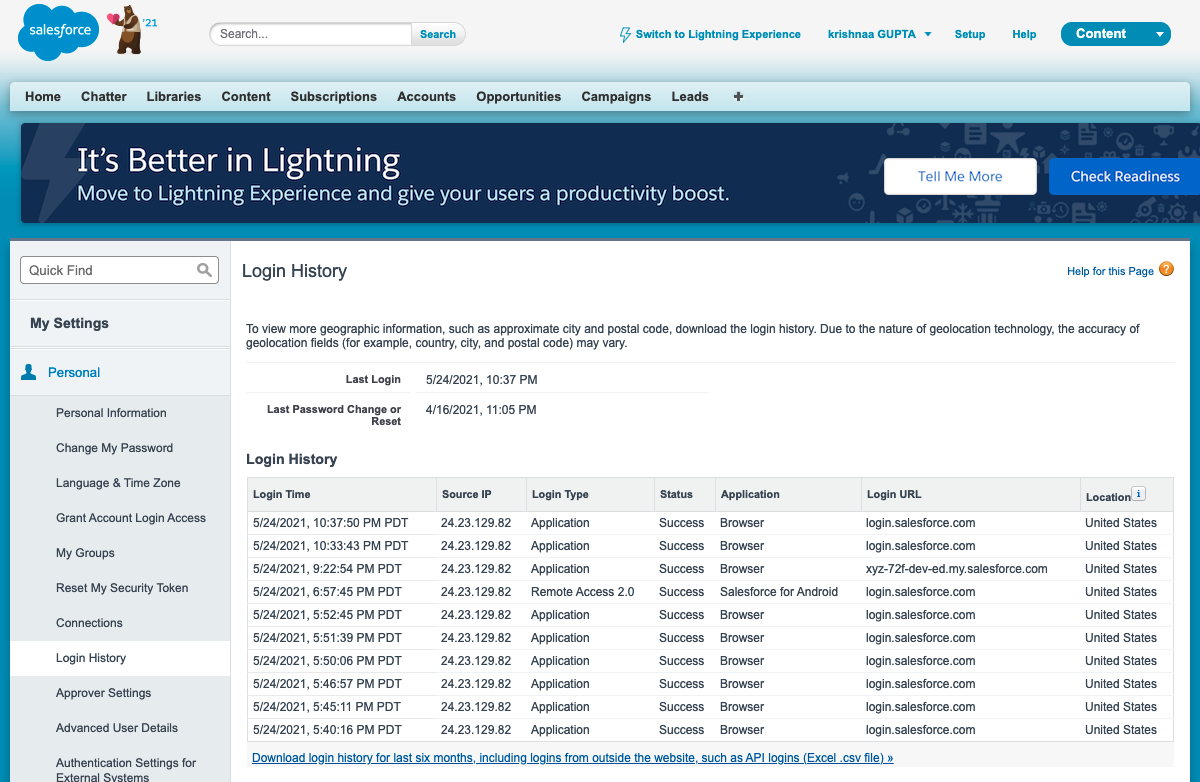 salesforce
'21
Search... Search
Switch to Lightning Experience krishnaa GUPTA Setup Help Content
Home Chatter Libraries Content Subscriptions Accounts Opportunities Campaigns Leads +
It's Better in Lightning
Move to Lightning Experience and give your users a productivity boost.
Tell Me More Check Readiness
Quick Find
My Settings
Personal
Personal Information
Change My Password
Language & Time Zone
Grant Account Login Access
My Groups
Reset My Security Token
Connections
Login History
Approver Settings
Advanced User Details
Authentication Settings for
External Systems
Login History
Help for this Page ?
To view more geographic information, such as approximate city and postal code, download the login history. Due to the nature of geolocation technology, the accuracy of
geolocation fields (for example, country, city, and postal code) may vary.
Last Login 5/24/2021, 10:37 PM
Last Password Change or 4/16/2021, 11:05 PM
Reset
Login History
Login Time Source IP Login Type Status Application Login URL Location i
5/24/2021, 10:37:50 PM PDT 24.23.129.82 Application Success Browser login.salesforce.com United States
5/24/2021, 10:33:43 PM PDT 24.23.129.82 Application Success Browser login.salesforce.com United States
5/24/2021, 9:22:54 PM PDT 24.23.129.82 Application Success Browser xyz-72f-dev-ed.my.salesforce.com United States
5/24/2021, 6:57:45 PM PDT 24.23.129.82 Remote Access 2.0 Success Salesforce for Android login.salesforce.com United States
5/24/2021, 5:52:45 PM PDT 24.23.129.82 Application Success Browser login.salesforce.com United States
5/24/2021, 5:51:39 PM PDT 24.23.129.82 Application Success Browser login.salesforce.com United States
5/24/2021, 5:50:06 PM PDT 24.23.129.82 Application Success Browser login.salesforce.com United States
5/24/2021, 5:46:57 PM PDT 24.23.129.82 Application Success Browser login.salesforce.com United States
5/24/2021, 5:45:11 PM PDT 24.23.129.82 Application Success Browser login.salesforce.com United States
5/24/2021, 5:40:16 PM PDT 24.23.129.82 Application Success Browser login.salesforce.com United States
Download login history for last six months, including logins from outside the website, such as API logins (Excel .csv file) »